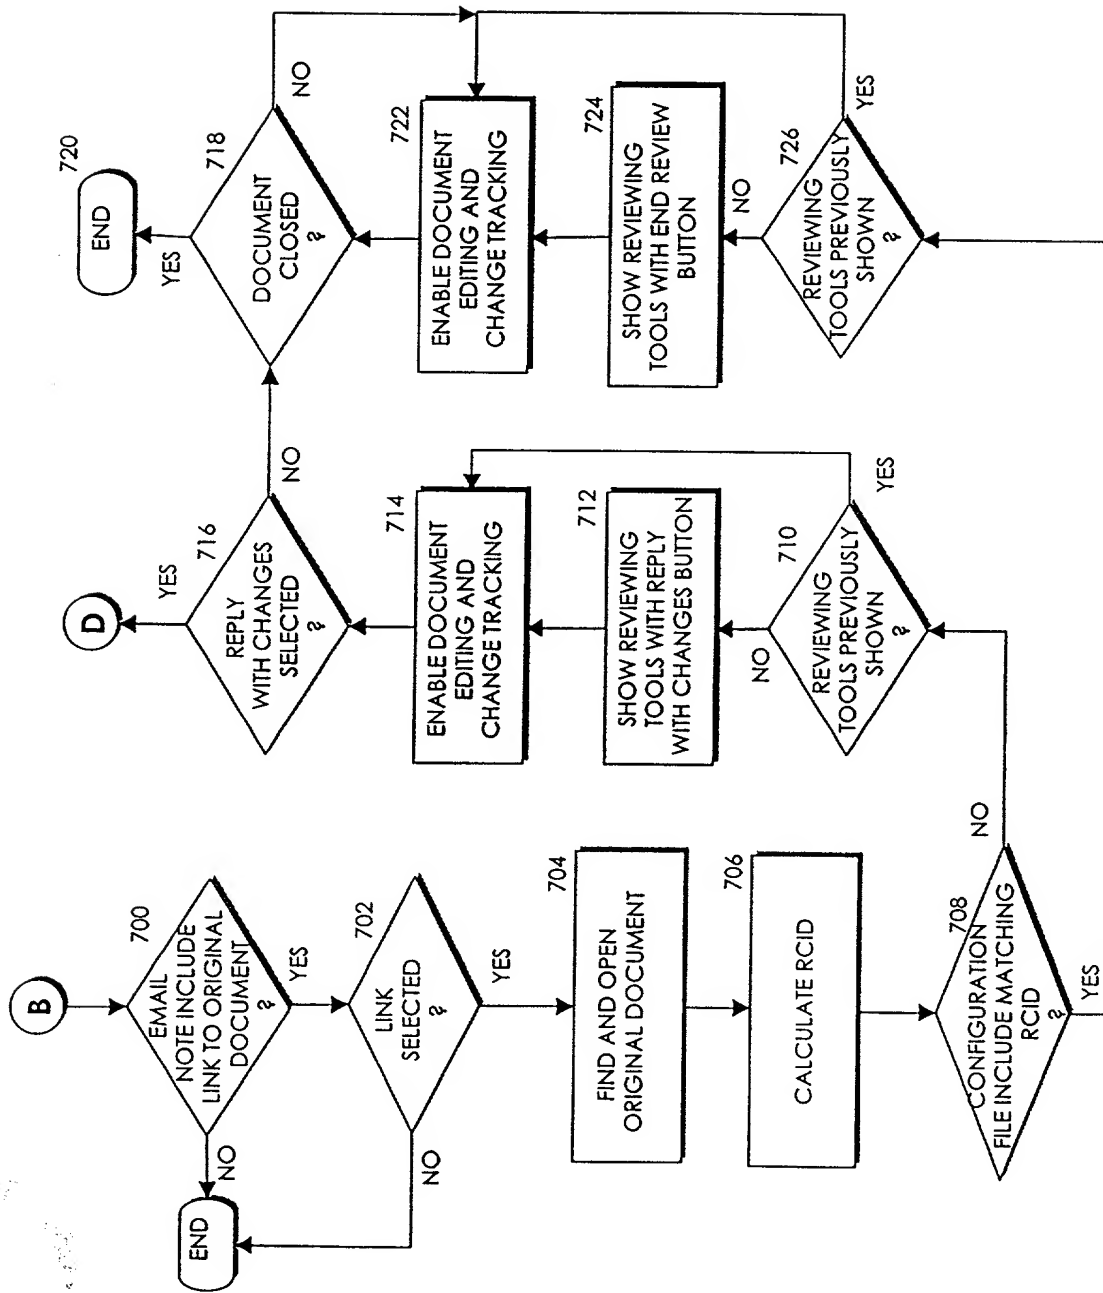 B
700
EMAIL
NOTE INCLUDE
LINK TO ORIGINAL
DOCUMENT
?
NO
YES
END
702
LINK
SELECTED
?
NO
YES
704
FIND AND OPEN
ORIGINAL DOCUMENT
706
CALCULATE RCID
708
CONFIGURATION
FILE INCLUDE MATCHING
RCID
?
NO
YES
D
YES
716
REPLY
WITH CHANGES
SELECTED
?
NO
714
ENABLE DOCUMENT
EDITING AND
CHANGE TRACKING
712
SHOW REVIEWING
TOOLS WITH REPLY
WITH CHANGES BUTTON
NO
710
REVIEWING
TOOLS PREVIOUSLY
SHOWN
?
YES
720
END
YES
718
DOCUMENT
CLOSED
?
NO
722
ENABLE DOCUMENT
EDITING AND
CHANGE TRACKING
724
SHOW REVIEWING
TOOLS WITH END REVIEW
BUTTON
NO
726
REVIEWING
TOOLS PREVIOUSLY
SHOWN
?
YES